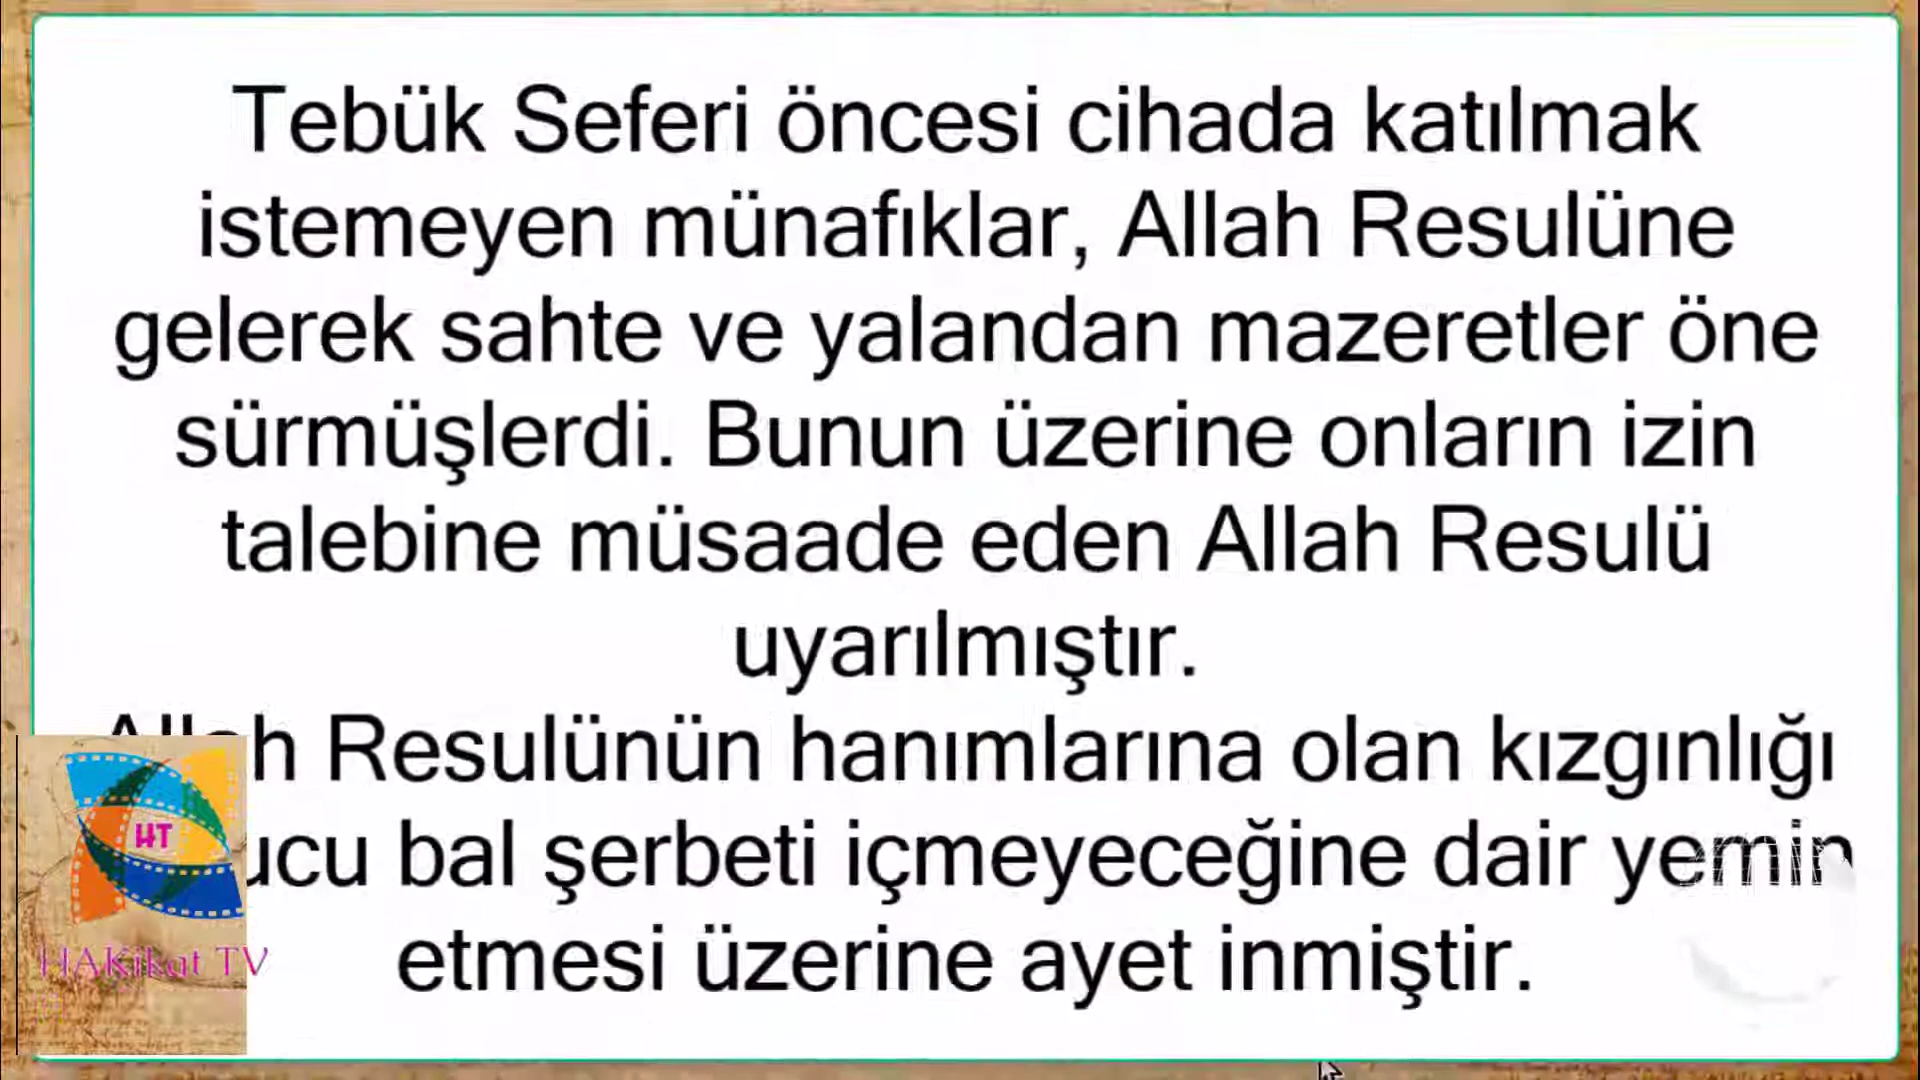 Tebük Seferi öncesi cihada katılmak
istemeyen münafıklar, Allah Resulüne
gelerek sahte ve yalandan mazeretler öne
sürmüşlerdi. Bunun üzerine onların izin
talebine müsaade eden Allah Resulü
uyarılmıştır.
Allah Resulünün hanımlarına olan kızgınlığı
ucu bal şerbeti içmeyeceğine dair yemin
etmesi üzerine ayet inmiştir.
HT
HAKikat TV